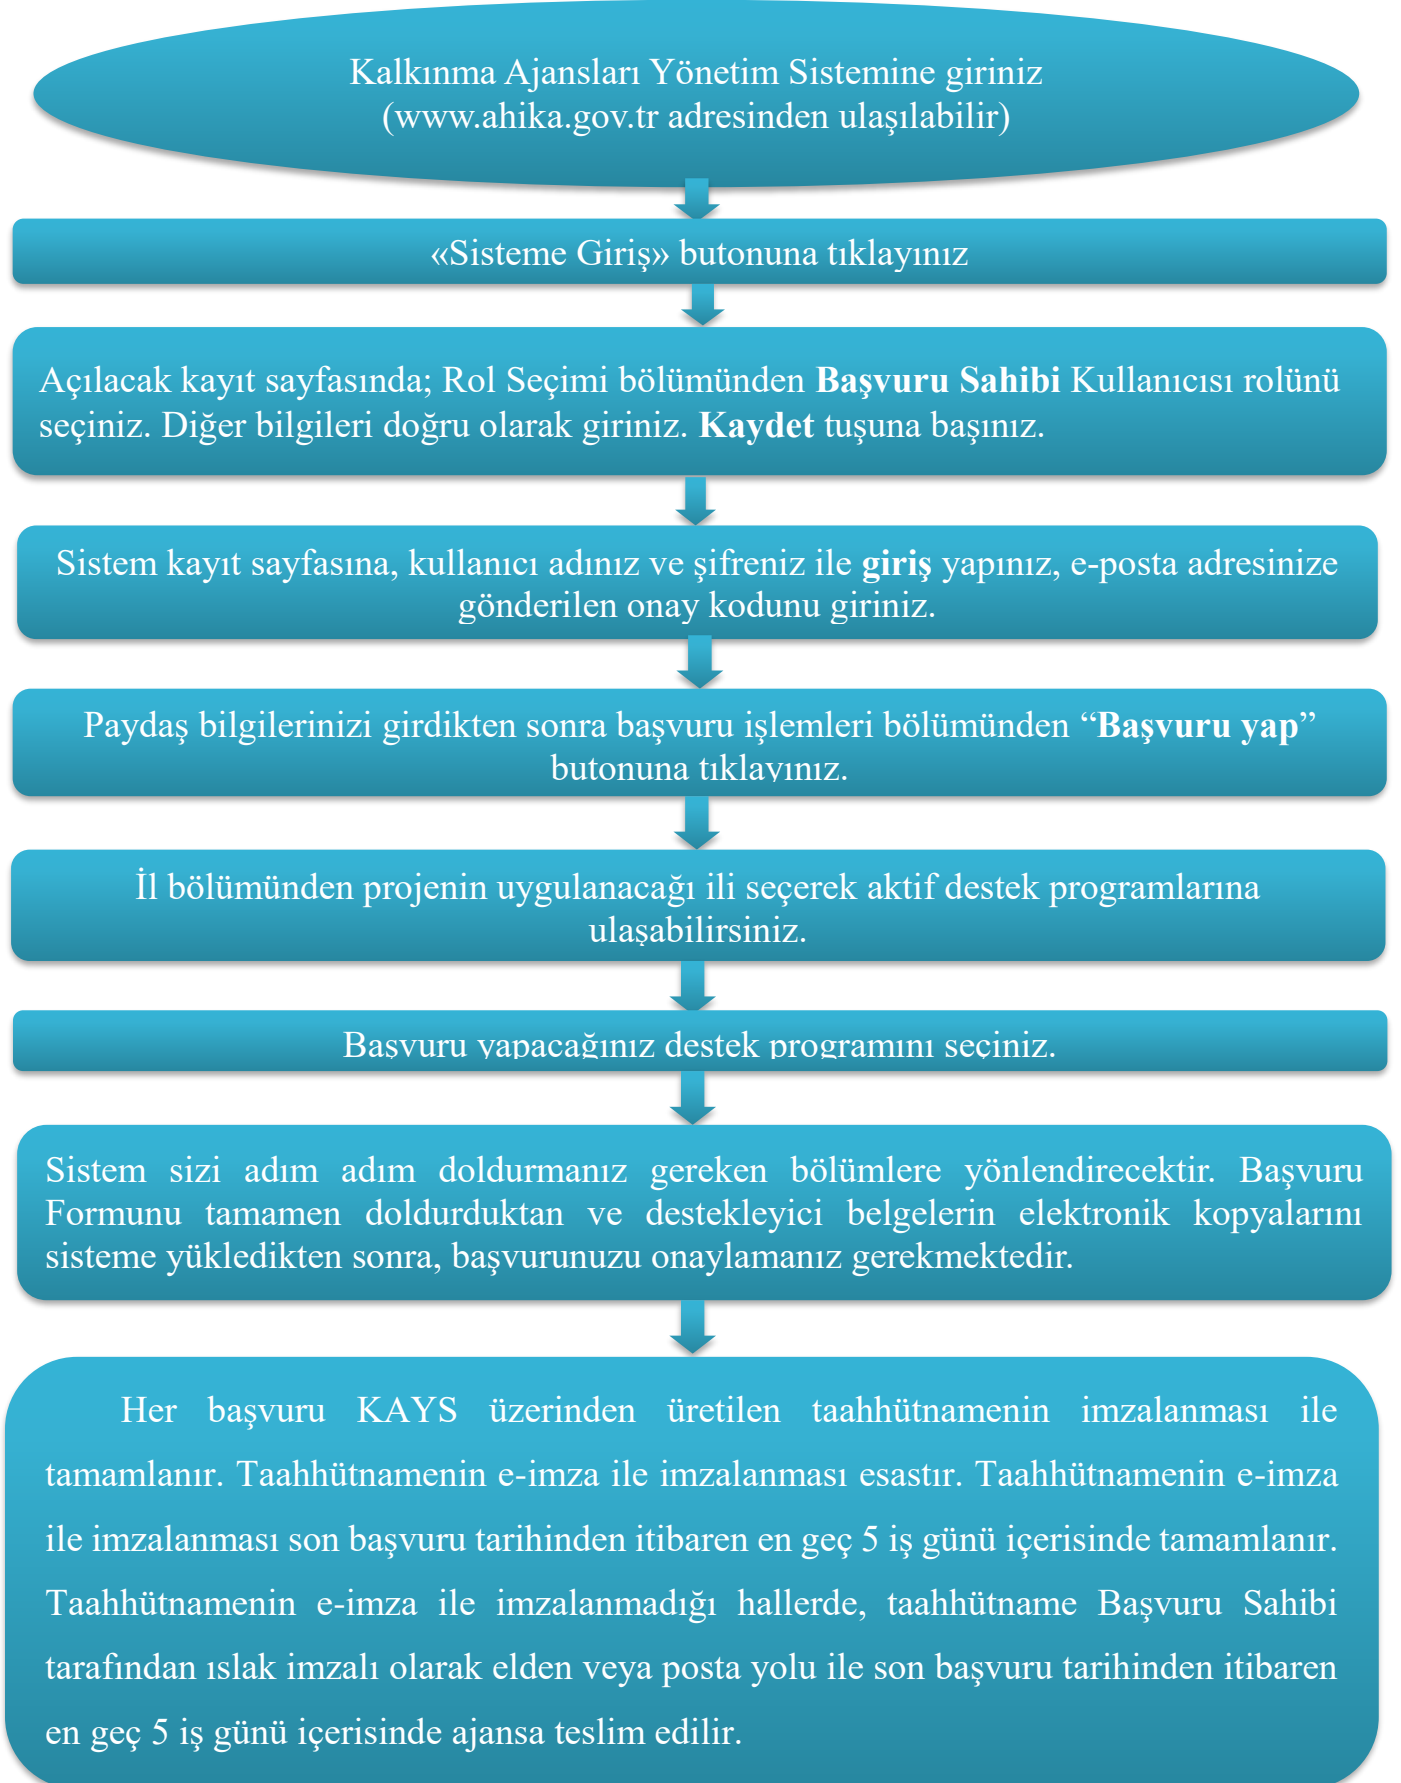 Kalkınma Ajansları Yönetim Sistemine giriniz
(www.ahika.gov.tr adresinden ulaşılabilir)
«Sisteme Giriş» butonuna tıklayınız
Açılacak kayıt sayfasında; Rol Seçimi bölümünden Başvuru Sahibi Kullanıcısı rolünü
seçiniz. Diğer bilgileri doğru olarak giriniz. Kaydet tuşuna başınız.
Sistem kayıt sayfasına, kullanıcı adınız ve şifreniz ile giriş yapınız, e-posta adresinize
gönderilen onay kodunu giriniz.
Paydaş bilgilerinizi girdikten sonra başvuru işlemleri bölümünden “Başvuru yap”
butonuna tıklayınız.
İl bölümünden projenin uygulanacağı ili seçerek aktif destek programlarına
ulaşabilirsiniz.
Başvuru yapacağınız destek programını seçiniz.
Sistem sizi adım adım doldurmanız gereken bölümlere yönlendirecektir. Başvuru
Formunu tamamen doldurduktan ve destekleyici belgelerin elektronik kopyalarını
sisteme yükledikten sonra, başvurunuzu onaylamanız gerekmektedir.
Her başvuru KAYS üzerinden üretilen taahhütnamenin imzalanması ile
tamamlanır. Taahhütnamenin e-imza ile imzalanması esastır. Taahhütnamenin e-imza
ile imzalanması son başvuru tarihinden itibaren en geç 5 iş günü içerisinde tamamlanır.
Taahhütnamenin e-imza ile imzalanmadığı hallerde, taahhütname Başvuru Sahibi
tarafından ıslak imzalı olarak elden veya posta yolu ile son başvuru tarihinden itibaren
en geç 5 iş günü içerisinde ajansa teslim edilir.